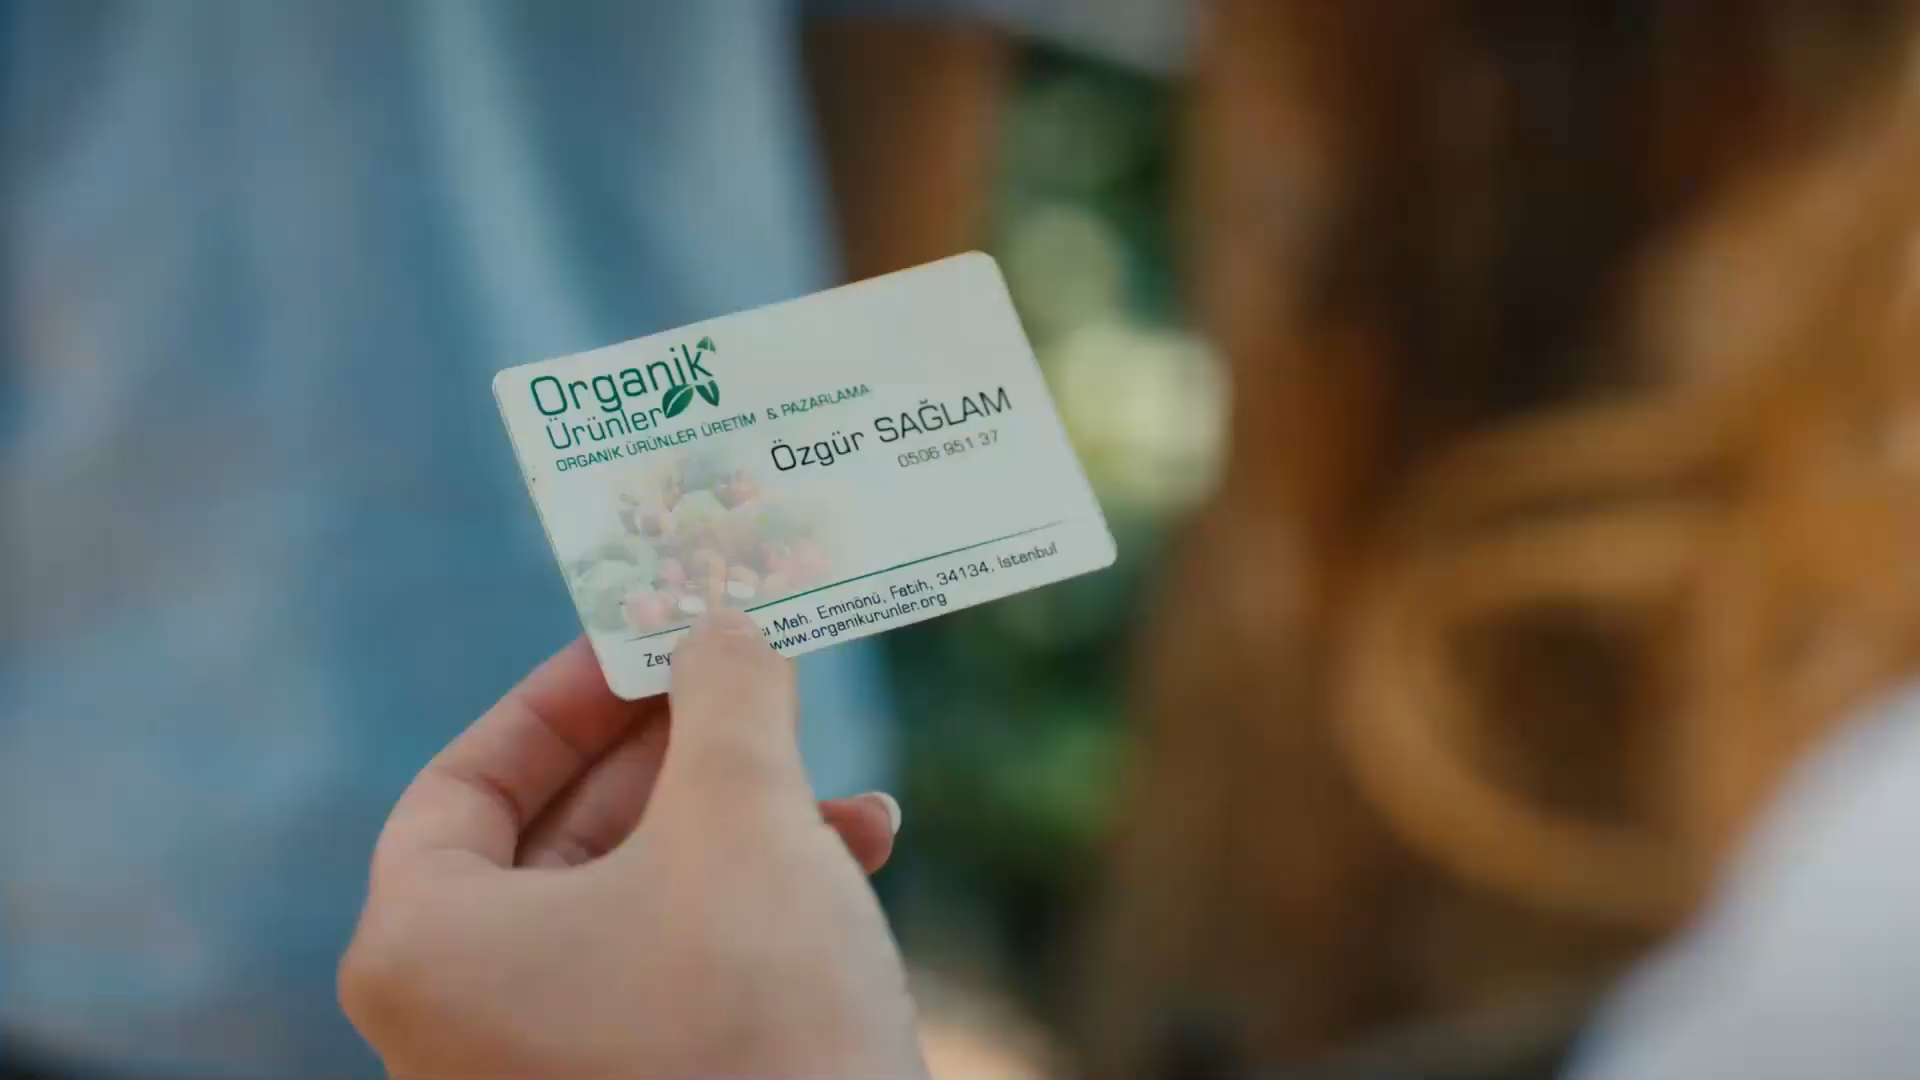 Organik
Ürünler
ORGANİK ÜRÜNLER ÜRETİM & PAZARLAMA
Özgür SAĞLAM
0506 951 37
Mah. Eminönü, Fatih, 34134, İstanbul
www.organikurunler.org